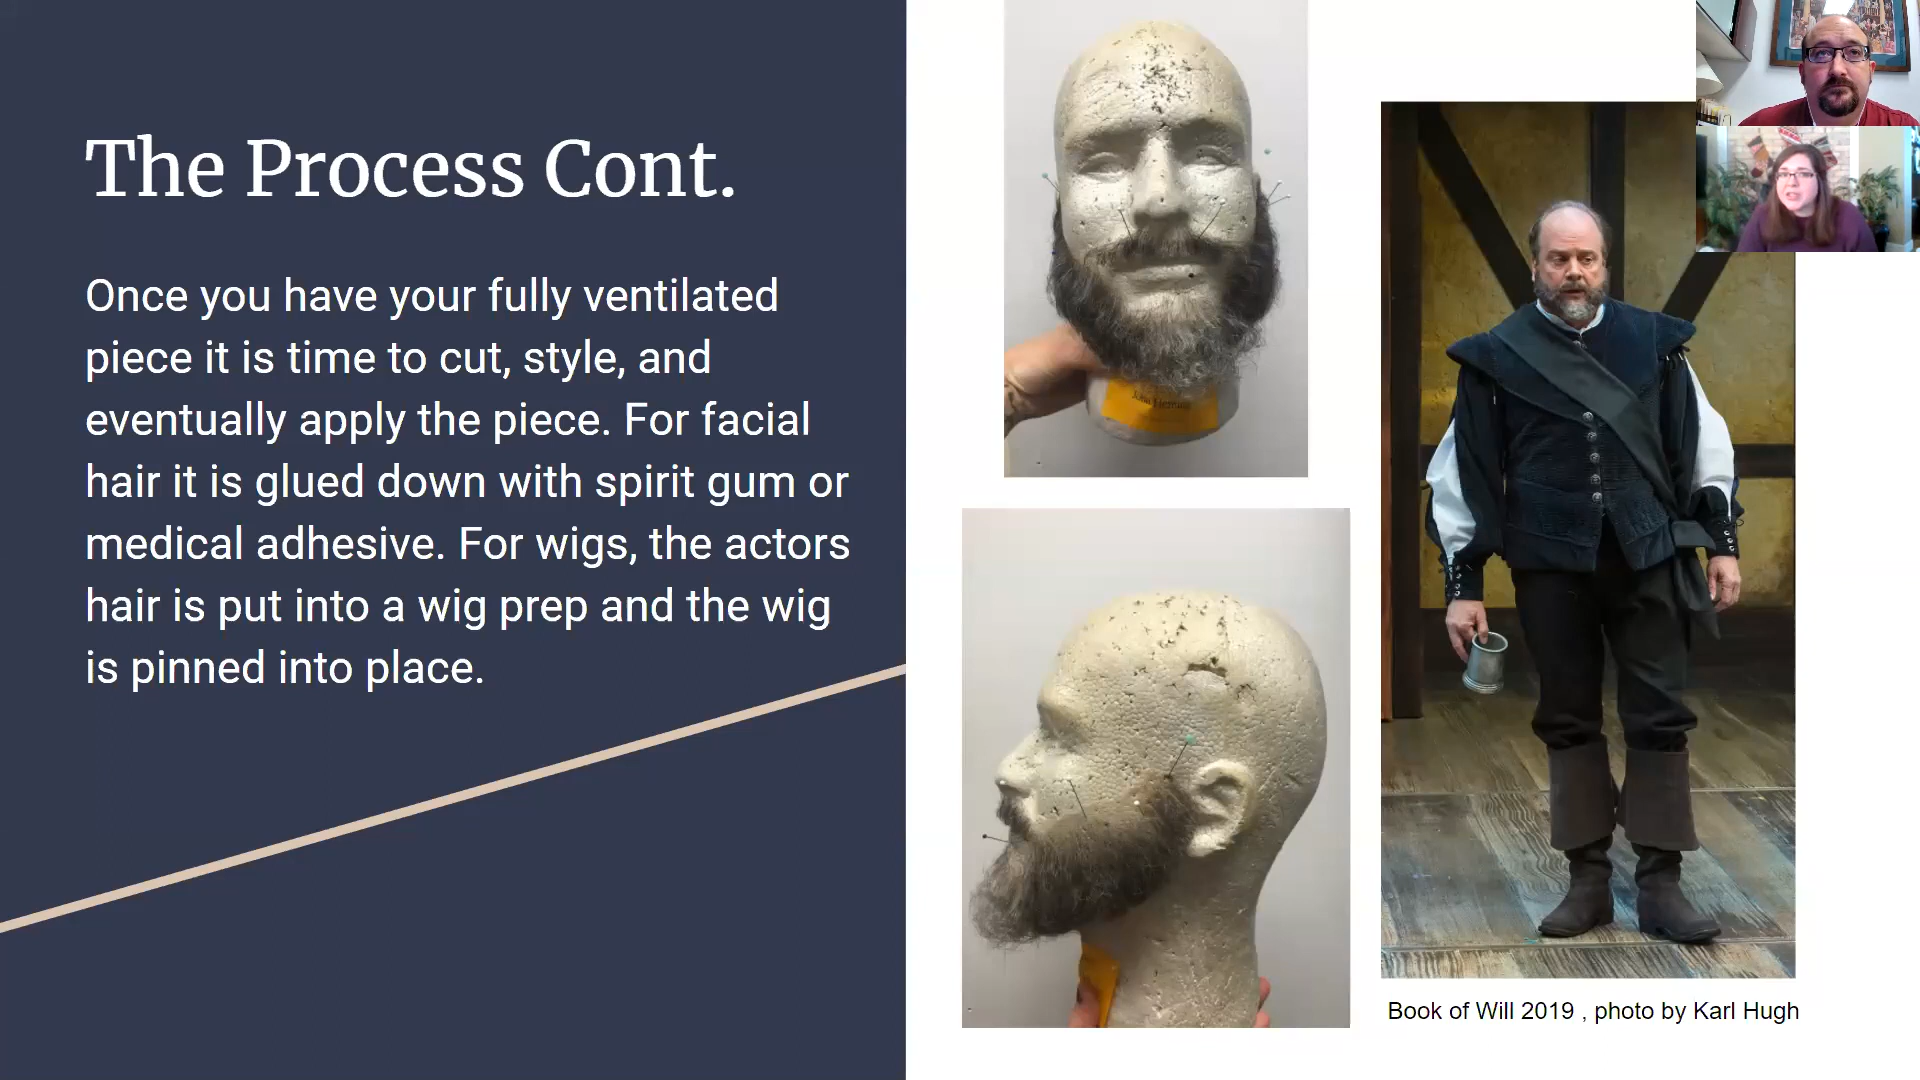 The Process Cont.
Once you have your fully ventilated
piece it is time to cut, style, and
eventually apply the piece. For facial
hair it is glued down with spirit gum or
medical adhesive. For wigs, the actors
hair is put into a wig prep and the wig
is pinned into place.
Book of Will 2019 , photo by Karl Hugh